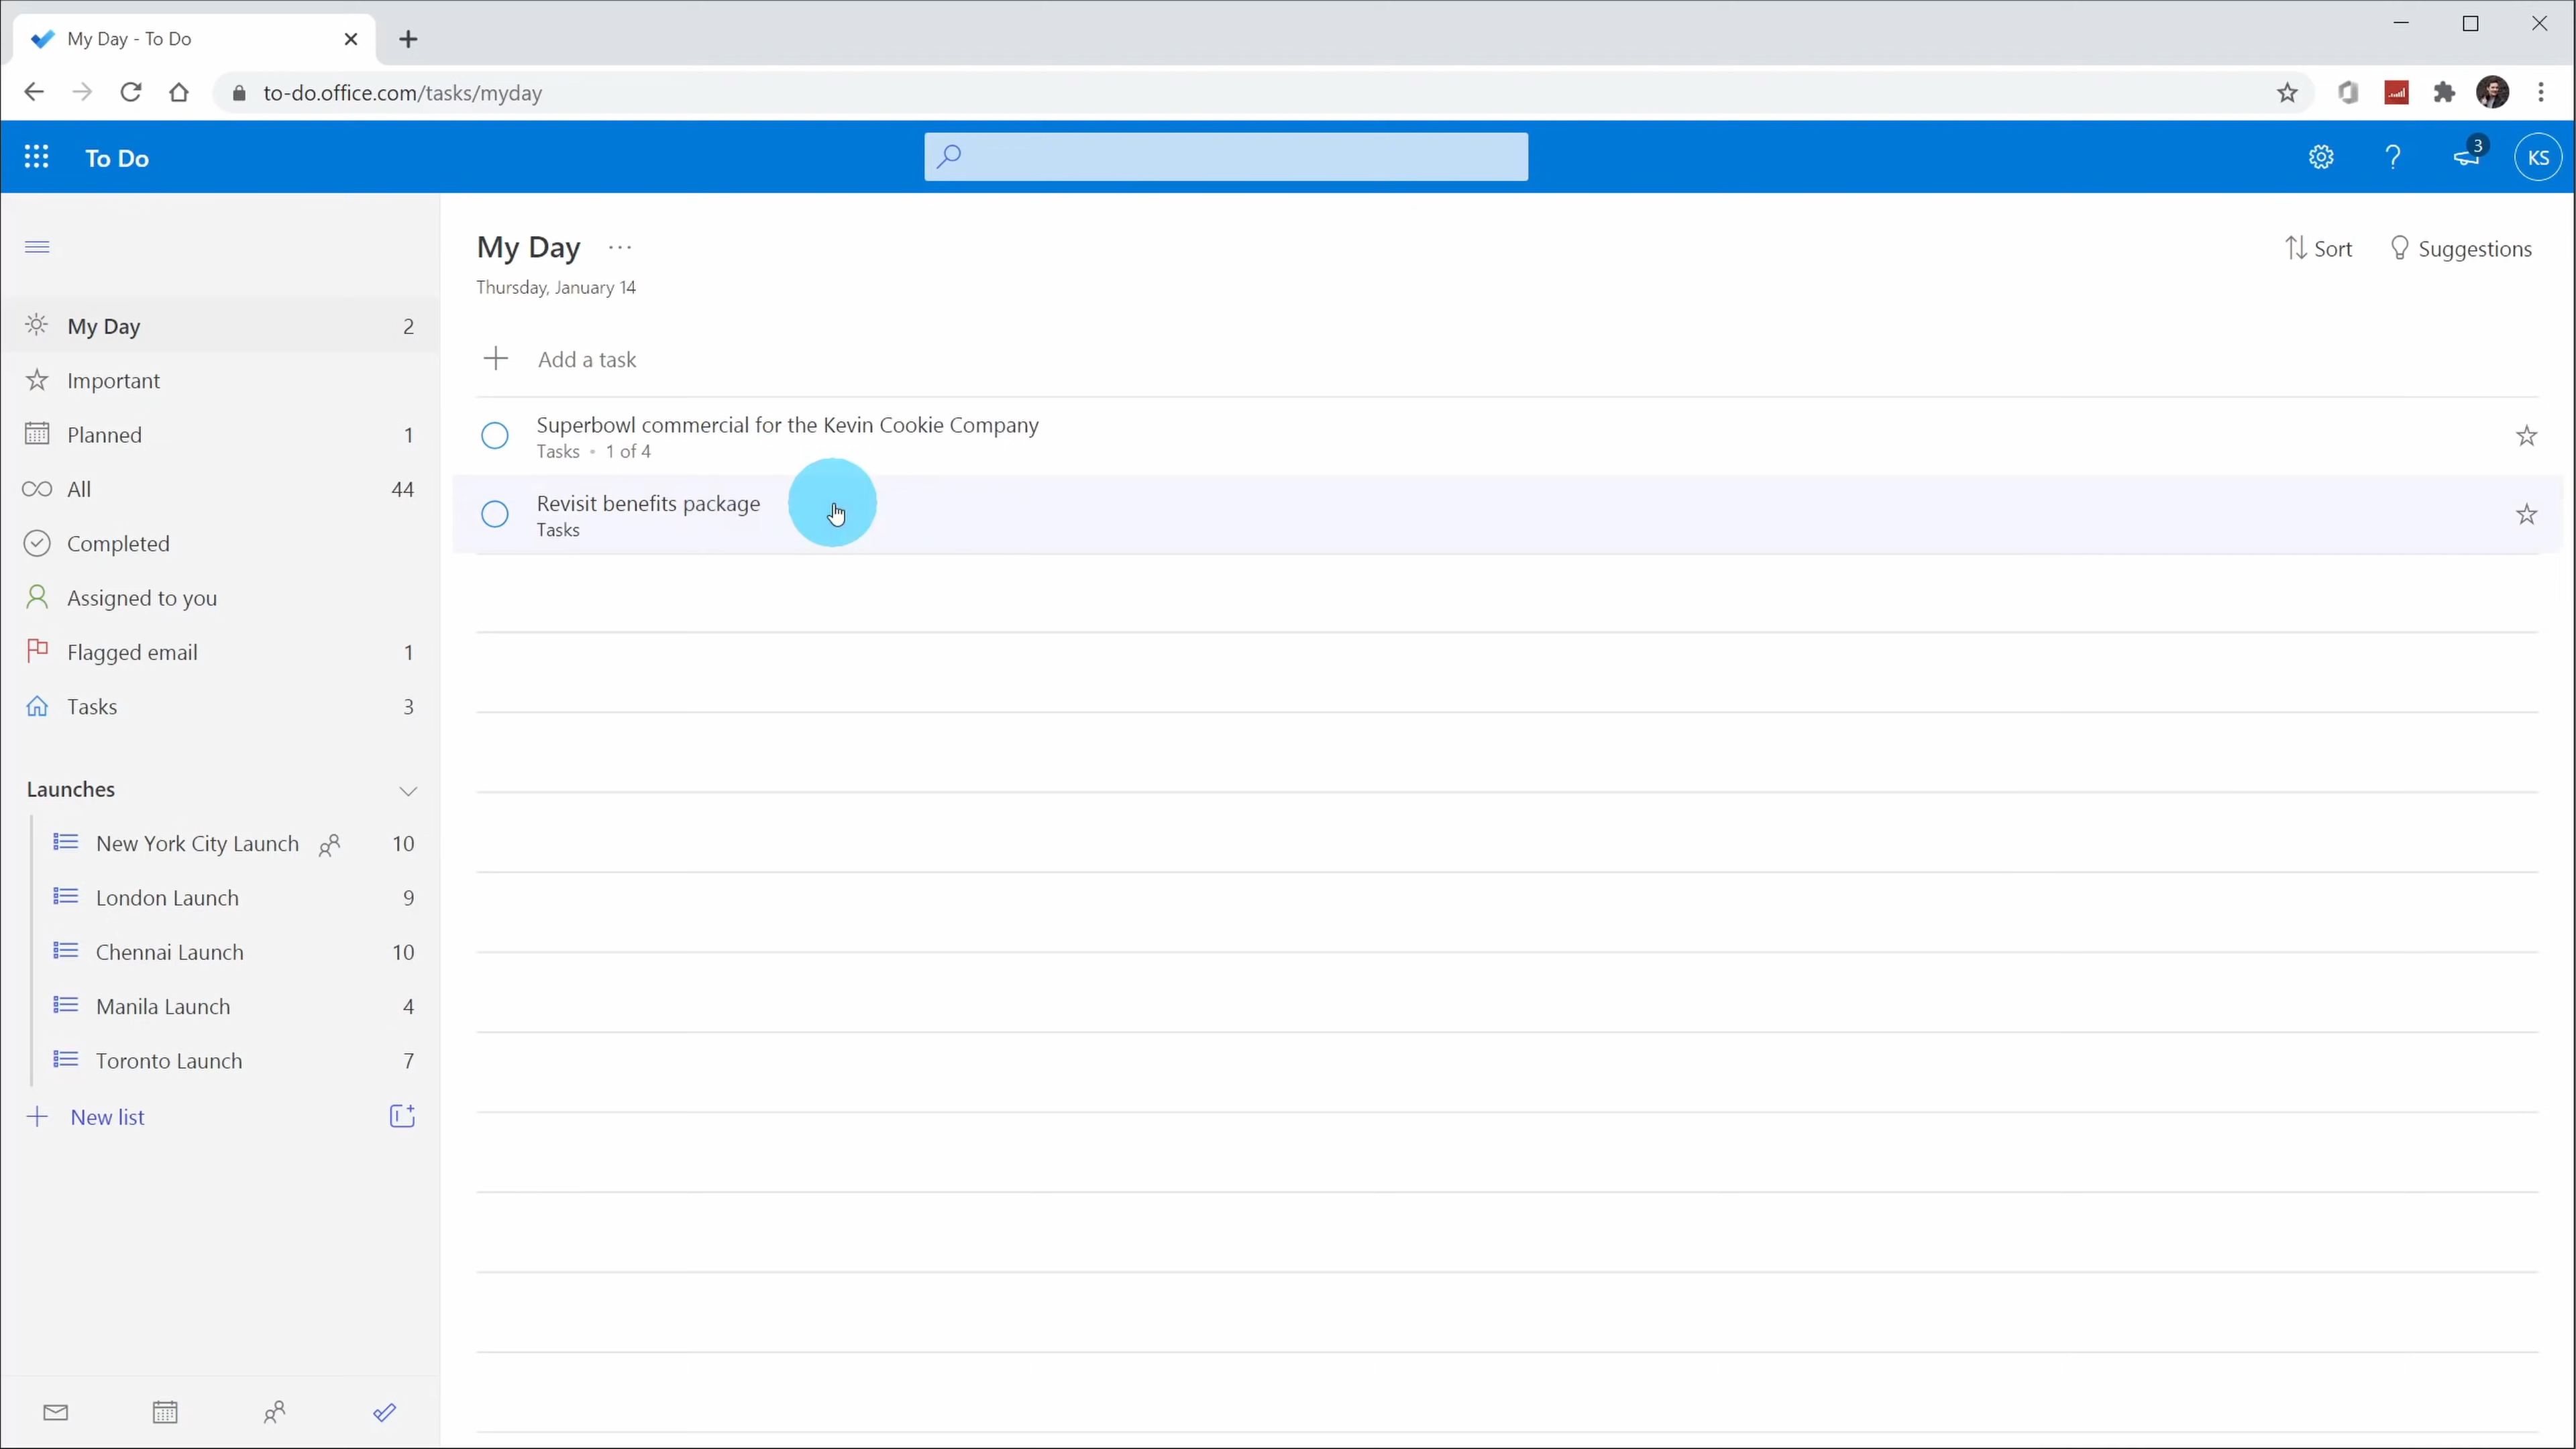 My Day - To Do
to-do.office.com/tasks/myday
To Do
3
KS
My Day 2
Important
Planned 1
All 44
Completed
Assigned to you
Flagged email 1
Tasks 3
Launches
New York City Launch 10
London Launch 9
Chennai Launch 10
Manila Launch 4
Toronto Launch 7
New list
My Day ...
Sort Suggestions
Thursday, January 14
Add a task
Superbowl commercial for the Kevin Cookie Company
Tasks • 1 of 4
Revisit benefits package
Tasks